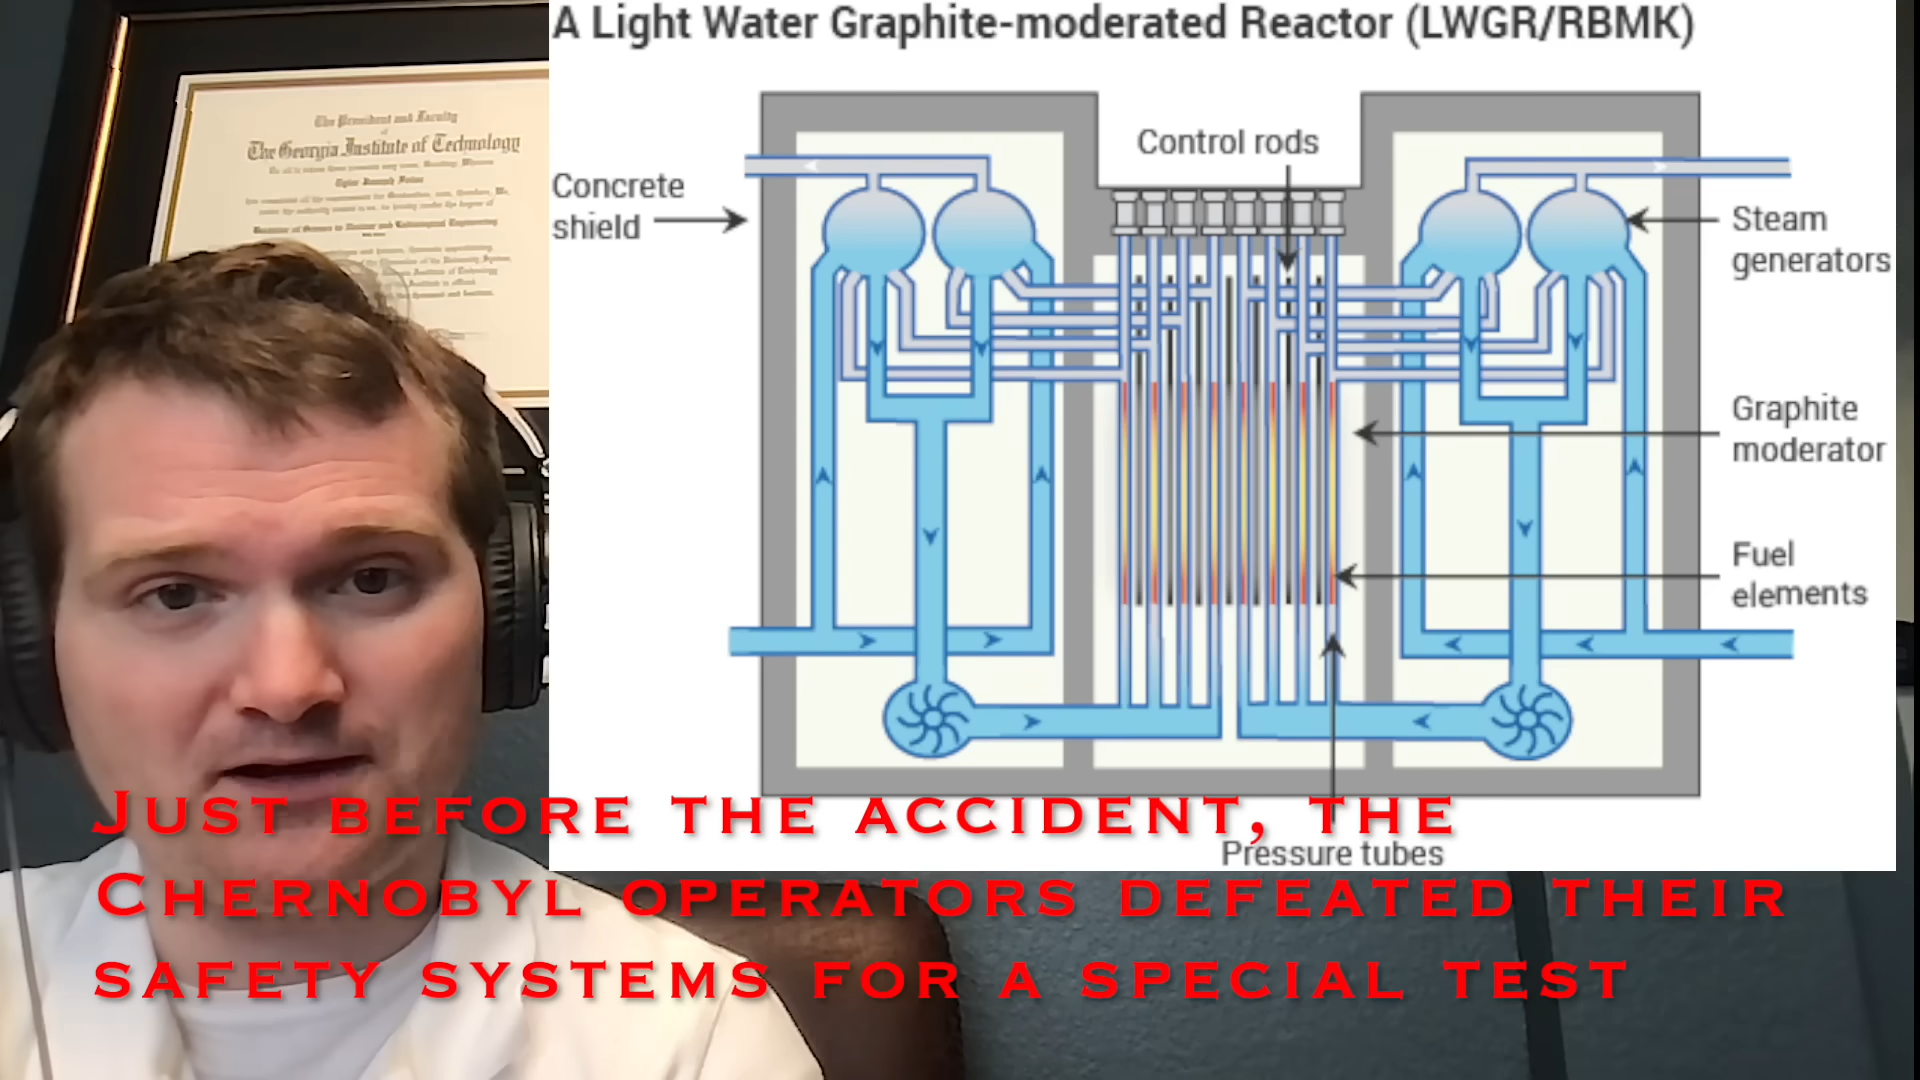 A Light Water Graphite-moderated Reactor (LWGR/RBMK)
The President and Faculty
of
The Georgia Institute of Technology
Control rods
Concrete
shield
Steam
generators
Graphite
moderator
Fuel
elements
Pressure tubes
Just before the accident, the
Chernobyl operators defeated their
safety systems for a special test